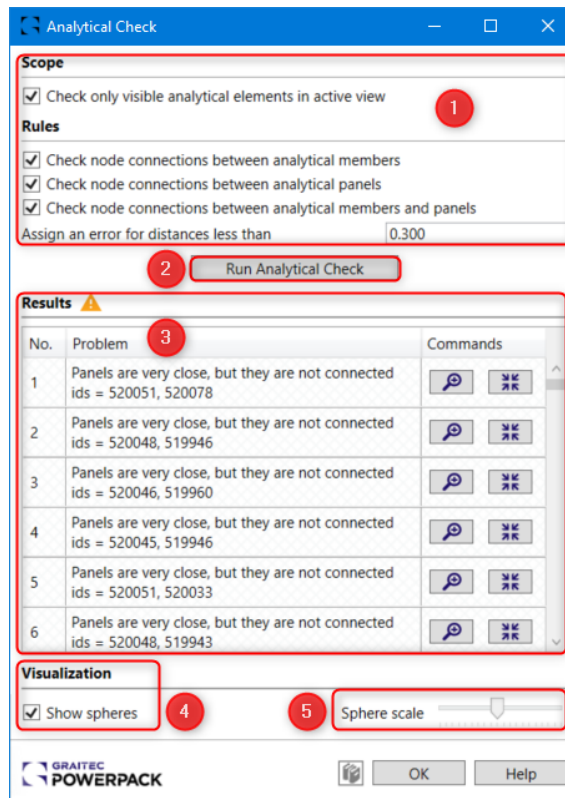 Analytical Check
Scope
Check only visible analytical elements in active view
1
Rules
Check node connections between analytical members
Check node connections between analytical panels
Check node connections between analytical members and panels
Assign an error for distances less than 0.300
2 Run Analytical Check
Results
3
No. Problem Commands
1 Panels are very close, but they are not connected
ids = 520051, 520078
2 Panels are very close, but they are not connected
ids = 520048, 519946
3 Panels are very close, but they are not connected
ids = 520046, 519960
4 Panels are very close, but they are not connected
ids = 520045, 519946
5 Panels are very close, but they are not connected
ids = 520051, 520033
6 Panels are very close, but they are not connected
ids = 520048, 519943
Visualization
Show spheres 4 5 Sphere scale
GRAITEC
POWERPACK
OK Help